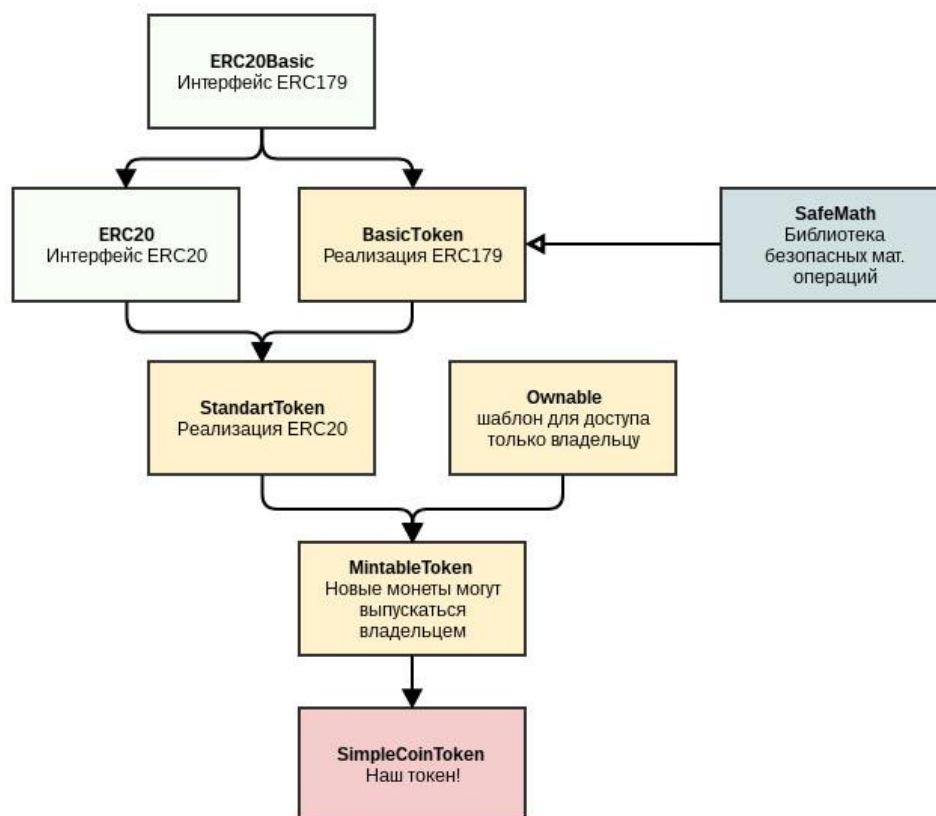 ERC20Basic
Интерфейс ERC179
ERC20
Интерфейс ERC20
BasicToken
Реализация ERC179
SafeMath
Библиотека
безопасных мат.
операций
StandartToken
Реализация ERC20
Ownable
шаблон для доступа
только владельцу
MintableToken
Новые монеты могут
выпускаться
владельцем
SimpleCoinToken
Наш токен!